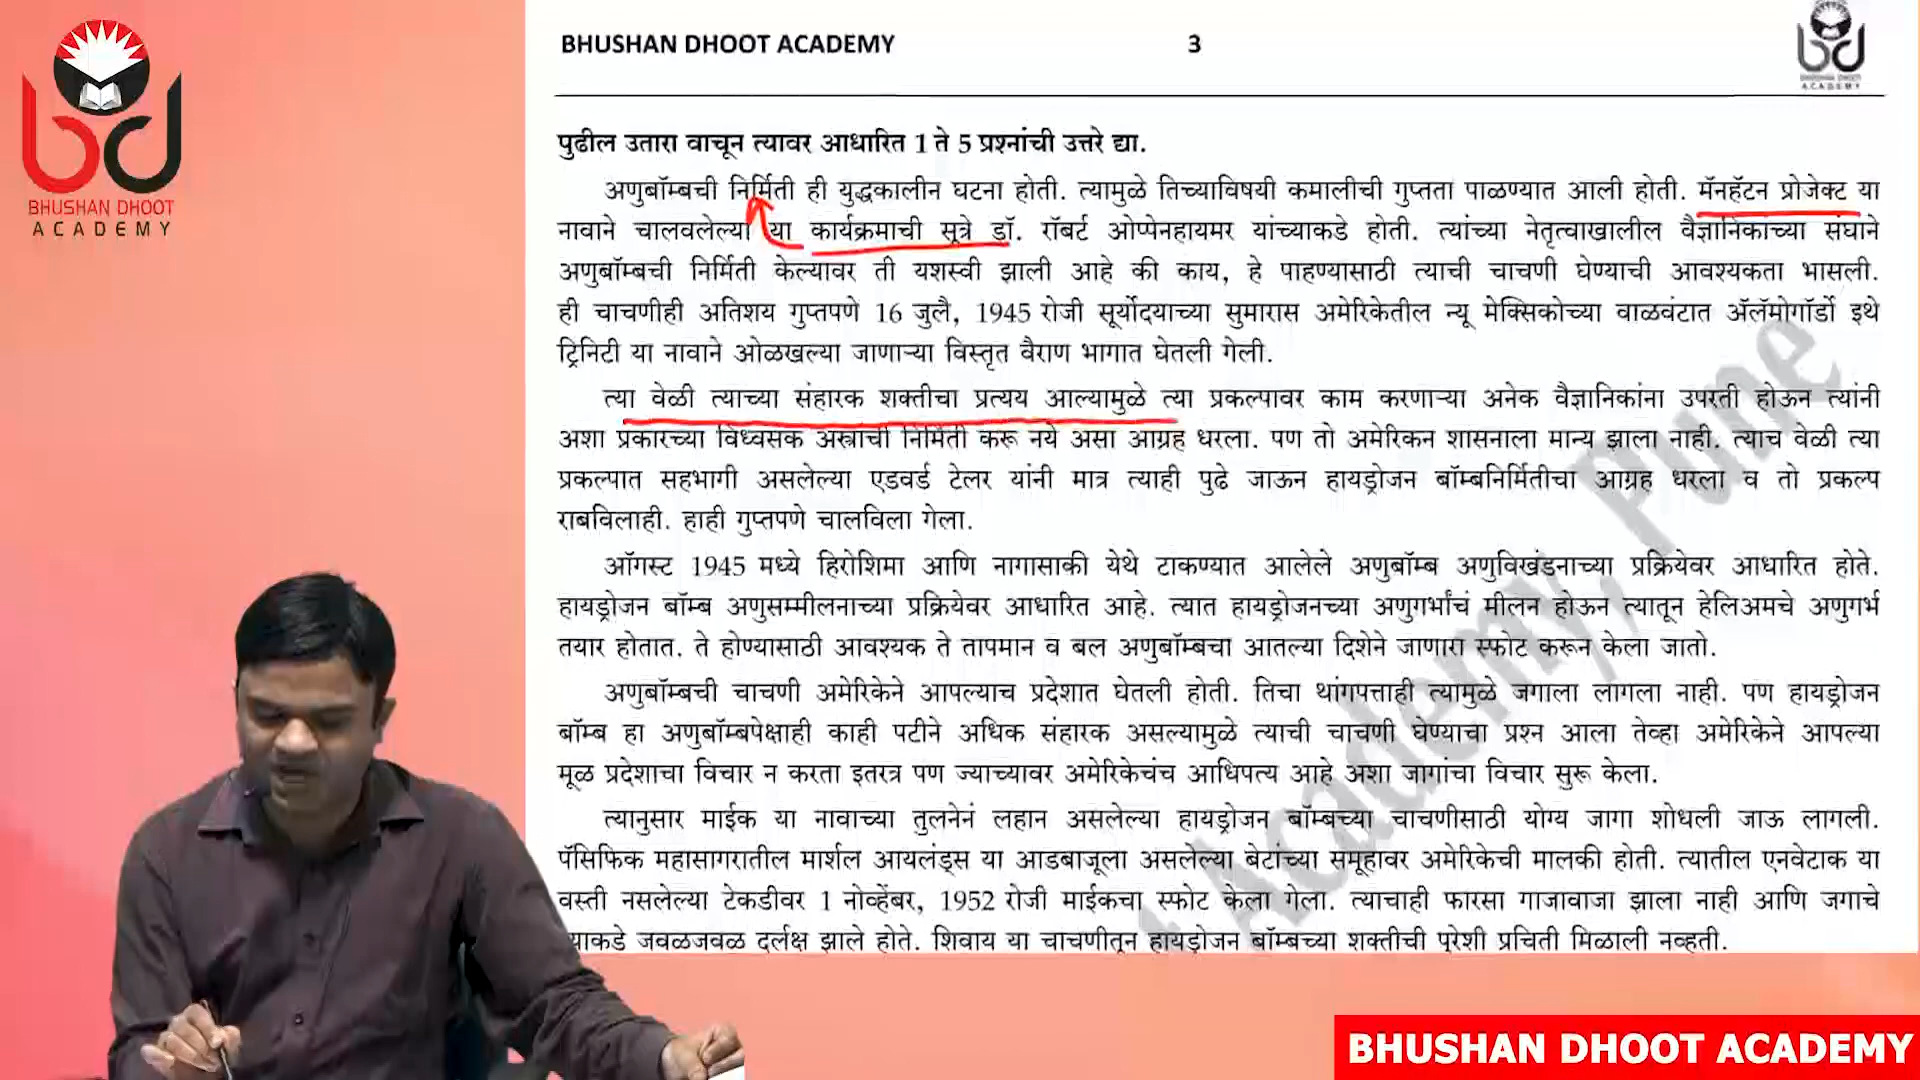 BHUSHAN DHOOT ACADEMY 3
bd
BHUSHAN DHOOT
ACADEMY
BHUSHAN DHOOT
ACADEMY
पुढील उतारा वाचून त्यावर आधारित 1 ते 5 प्रश्नांची उत्तरे द्या.
अणुबॉम्बची निर्मिती ही युद्धकालीन घटना होती. त्यामुळे तिच्याविषयी कमालीची गुप्तता पाळण्यात आली होती. मॅनहॅटन प्रोजेक्ट या
नावाने चालवलेल्या या कार्यक्रमाची सूत्रे डॉ. रॉबर्ट ओप्पेनहायमर यांच्याकडे होती. त्यांच्या नेतृत्वाखालील वैज्ञानिकांच्या संघाने
अणुबॉम्बची निर्मिती केल्यावर ती यशस्वी झाली आहे की काय, हे पाहण्यासाठी त्याची चाचणी घेण्याची आवश्यकता भासली.
ही चाचणीही अतिशय गुप्तपणे 16 जुलै, 1945 रोजी सूर्योदयाच्या सुमारास अमेरिकेतील न्यू मेक्सिकोच्या वाळवंटात ॲलॅमोगॉर्डो इथे
ट्रिनिटी या नावाने ओळखल्या जाणाऱ्या विस्तृत वैराण भागात घेतली गेली.
त्या वेळी त्याच्या संहारक शक्तीचा प्रत्यय आल्यामुळे त्या प्रकल्पावर काम करणाऱ्या अनेक वैज्ञानिकांना उपरती होऊन त्यांनी
अशा प्रकारच्या विध्वंसक अस्त्रांची निर्मिती करू नये असा आग्रह धरला. पण तो अमेरिकन शासनाला मान्य झाला नाही. त्याच वेळी त्या
प्रकल्पात सहभागी असलेल्या एडवर्ड टेलर यांनी मात्र त्याही पुढे जाऊन हायड्रोजन बॉम्बनिर्मितीचा आग्रह धरला व तो प्रकल्प
राबविलाही. हाही गुप्तपणे चालविला गेला.
ऑगस्ट 1945 मध्ये हिरोशिमा आणि नागासाकी येथे टाकण्यात आलेले अणुबॉम्ब अणुविखंडनाच्या प्रक्रियेवर आधारित होते.
हायड्रोजन बॉम्ब अणुसम्मीलनाच्या प्रक्रियेवर आधारित आहे. त्यात हायड्रोजनच्या अणुगर्भांचं मीलन होऊन त्यातून हेलिअमचे अणुगर्भ
तयार होतात. ते होण्यासाठी आवश्यक ते तापमान व बल अणुबॉम्बचा आतल्या दिशेने जाणारा स्फोट करून केला जातो.
अणुबॉम्बची चाचणी अमेरिकेने आपल्याच प्रदेशात घेतली होती. तिचा थांगपत्ताही त्यामुळे जगाला लागला नाही. पण हायड्रोजन
बॉम्ब हा अणुबॉम्बपेक्षाही काही पटीने अधिक संहारक असल्यामुळे त्याची चाचणी घेण्याचा प्रश्न आला तेव्हा अमेरिकेने आपल्या
मूळ प्रदेशाचा विचार न करता इतरत्र पण ज्याच्यावर अमेरिकेचंच आधिपत्य आहे अशा जागांचा विचार सुरू केला.
त्यानुसार माईक या नावाच्या तुलनेनं लहान असलेल्या हायड्रोजन बॉम्बच्या चाचणीसाठी योग्य जागा शोधली जाऊ लागली.
पॅसिफिक महासागरातील मार्शल आयलंड्स या आडबाजूला असलेल्या बेटांच्या समूहावर अमेरिकेची मालकी होती. त्यातील एनवेटाक या
वस्ती नसलेल्या टेकडीवर 1 नोव्हेंबर, 1952 रोजी माईकचा स्फोट केला गेला. त्याचाही फारसा गाजावाजा झाला नाही आणि जगाचे
याकडे जवळजवळ दुर्लक्ष झाले होते. शिवाय या चाचणीतून हायड्रोजन बॉम्बच्या शक्तीची पुरेशी प्रचिती मिळाली नव्हती.
Academy, Pune
BHUSHAN DHOOT ACADEMY